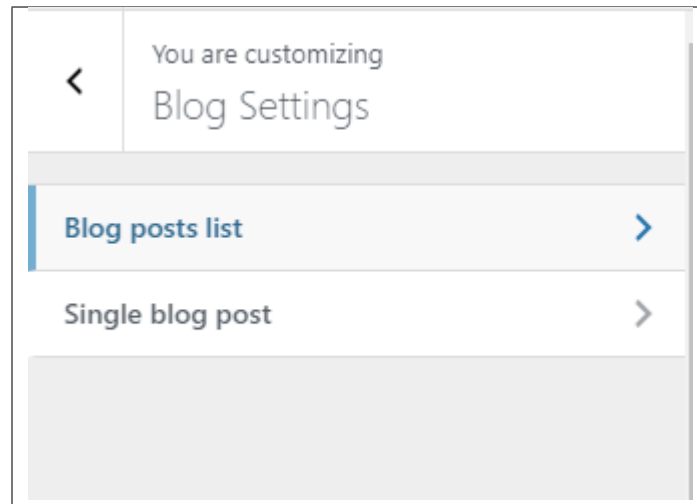 You are customizing
Blog Settings
Blog posts list
Single blog post